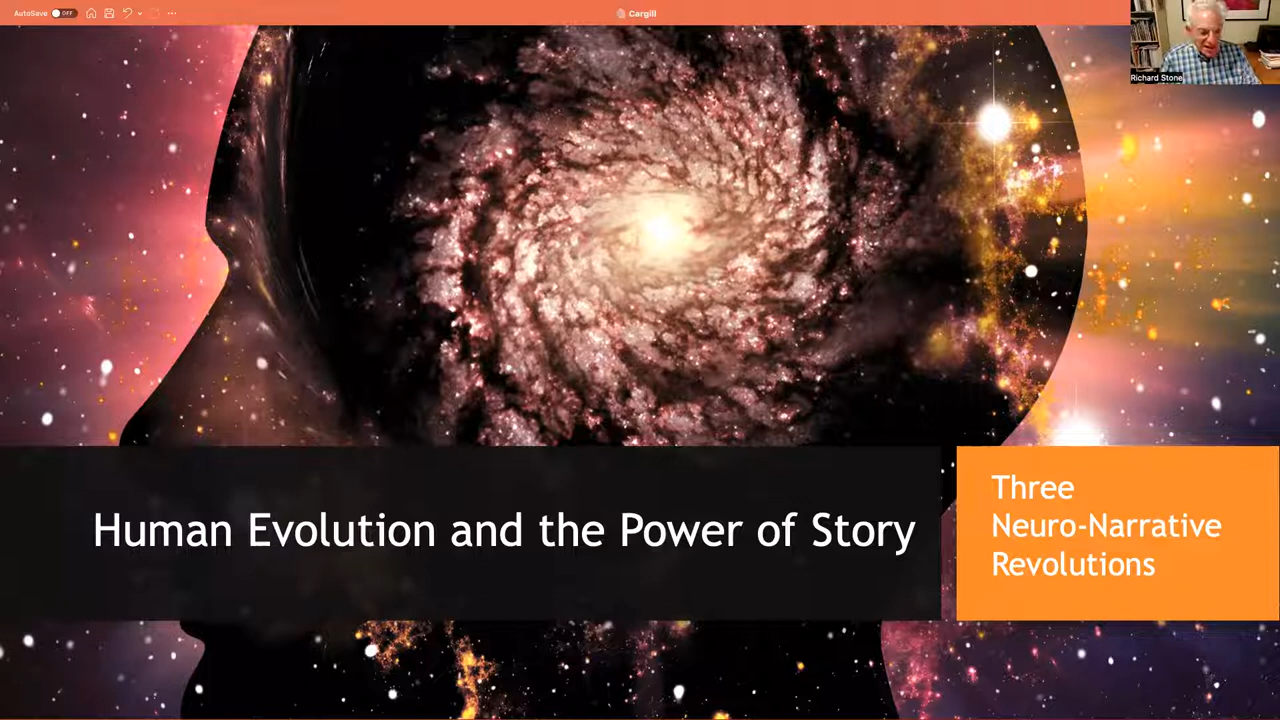 AutoSave OFF
Cargill
Richard Stone
Human Evolution and the Power of Story
Three
Neuro-Narrative
Revolutions